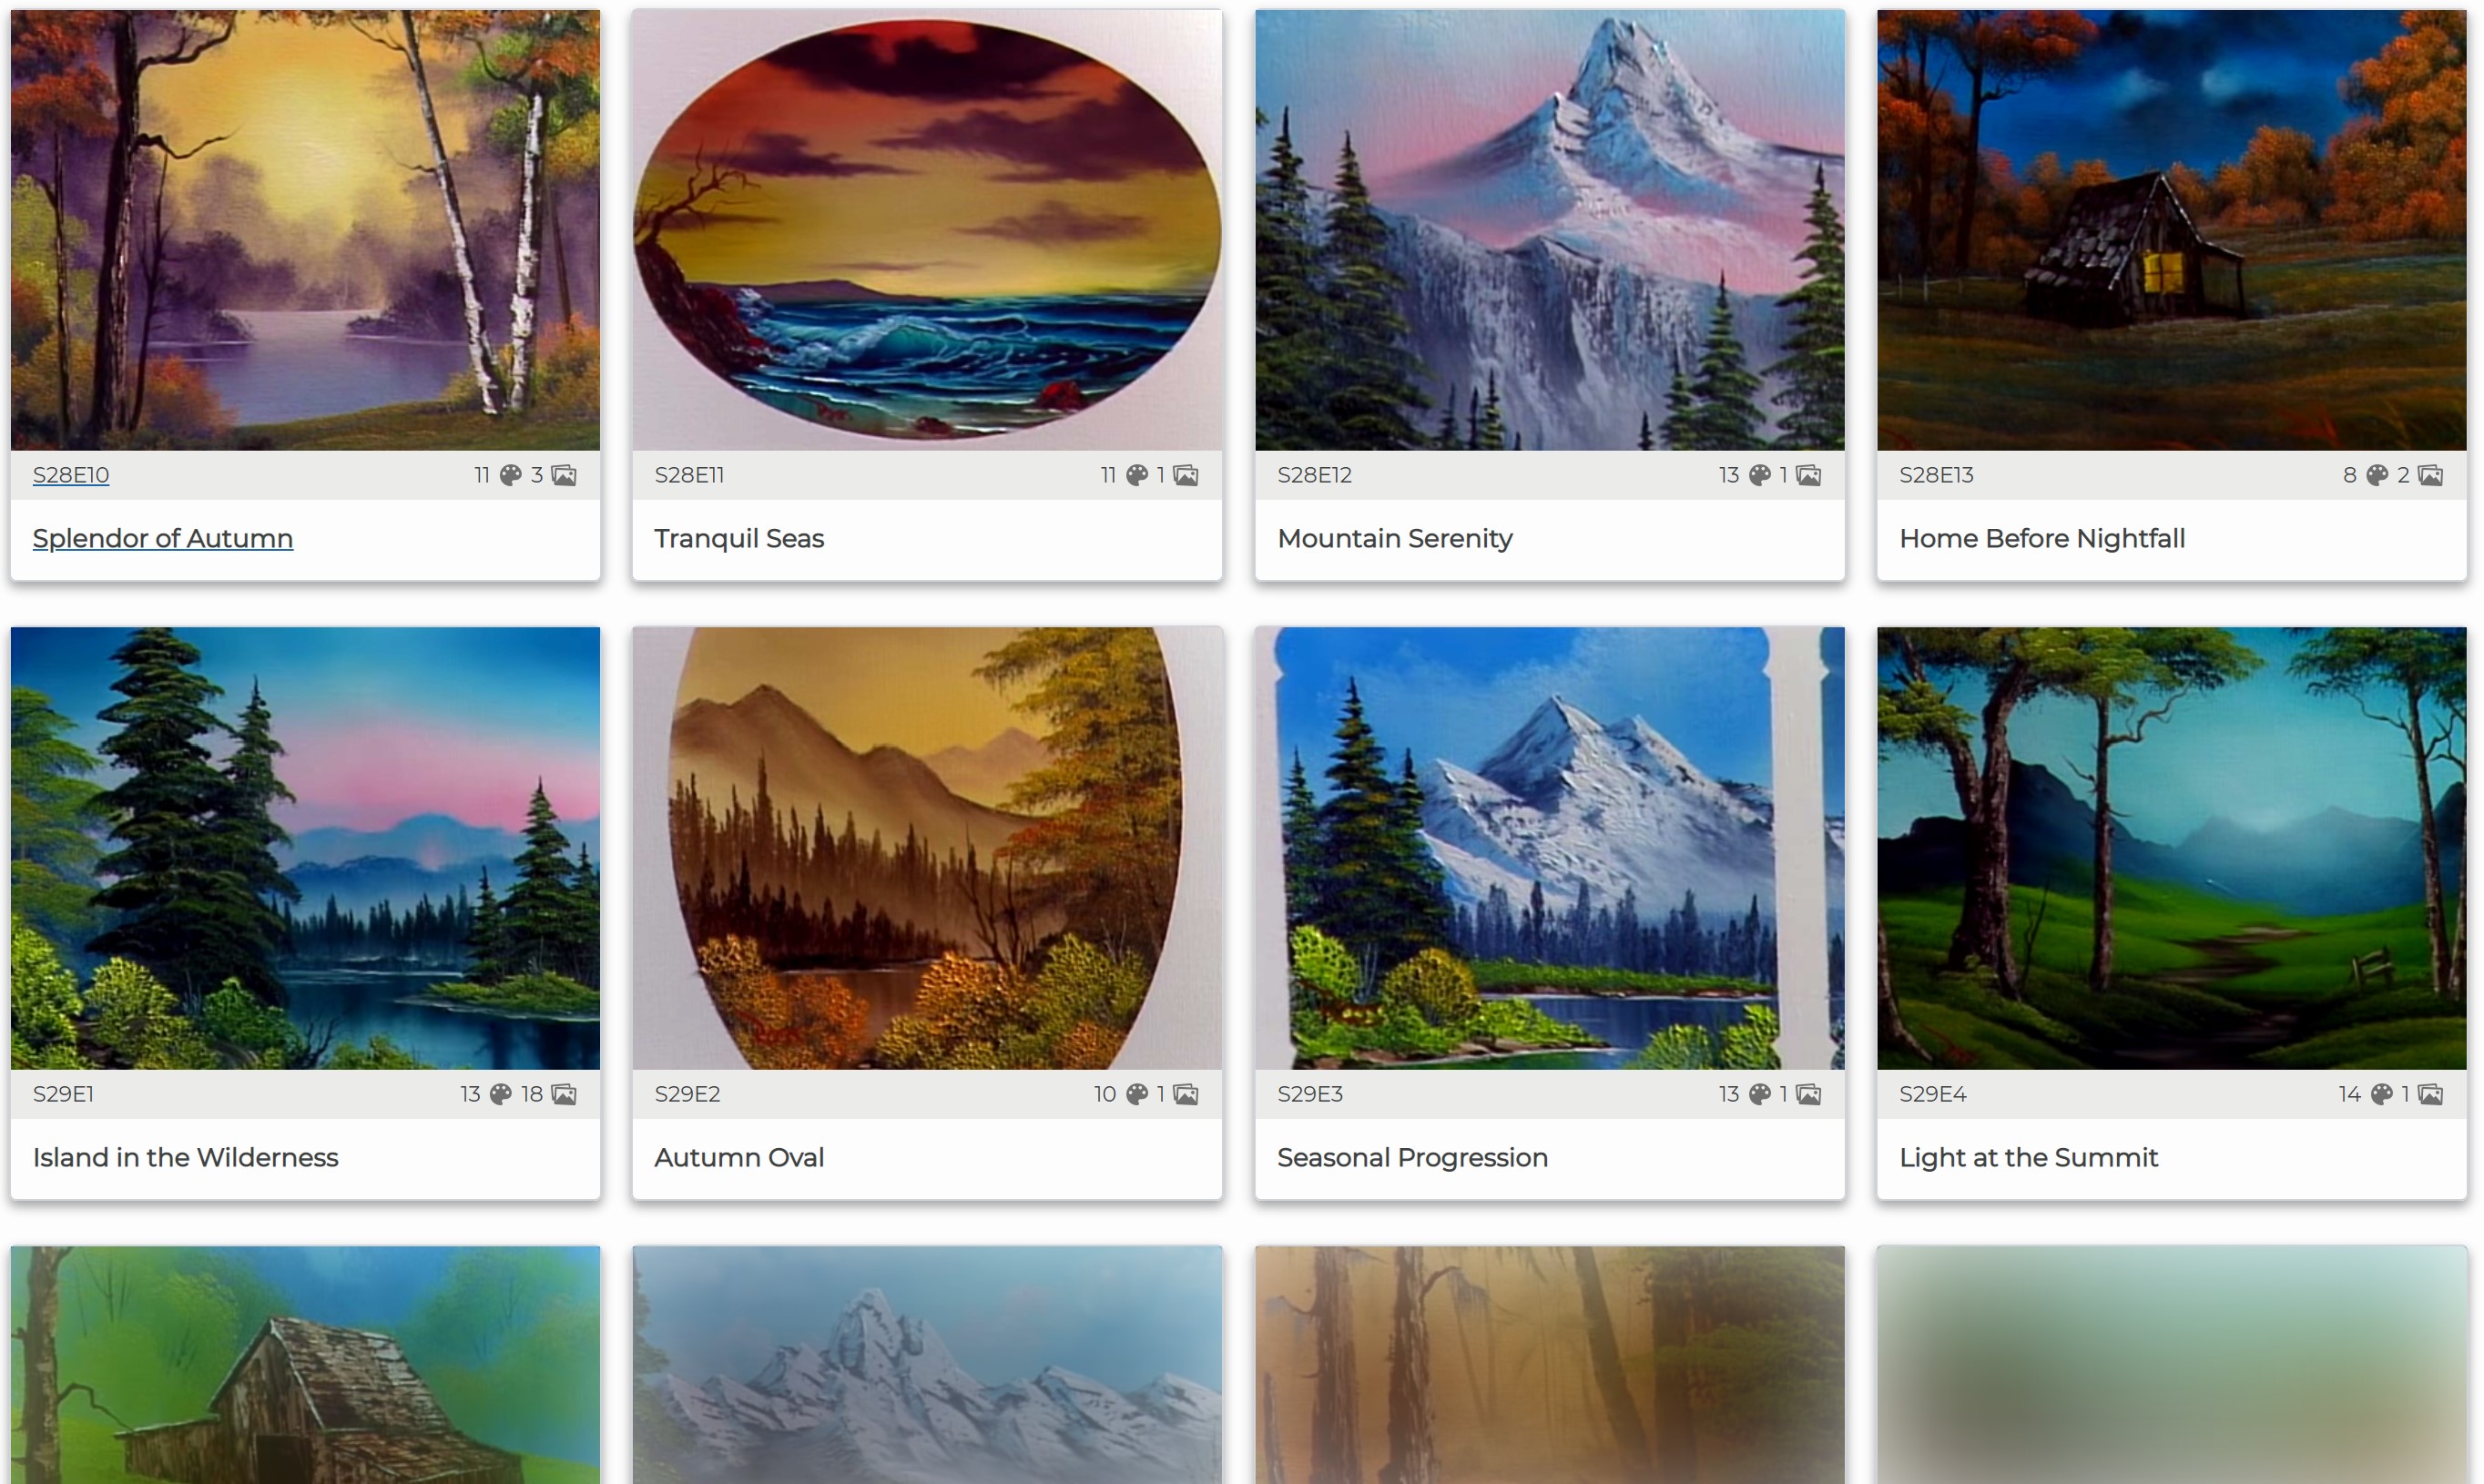 S28E10 11 3
Splendor of Autumn
S28E11 11 1
Tranquil Seas
S28E12 13 1
Mountain Serenity
S28E13 8 2
Home Before Nightfall
S29E1 13 18
Island in the Wilderness
S29E2 10 1
Autumn Oval
S29E3 13 1
Seasonal Progression
S29E4 14 1
Light at the Summit